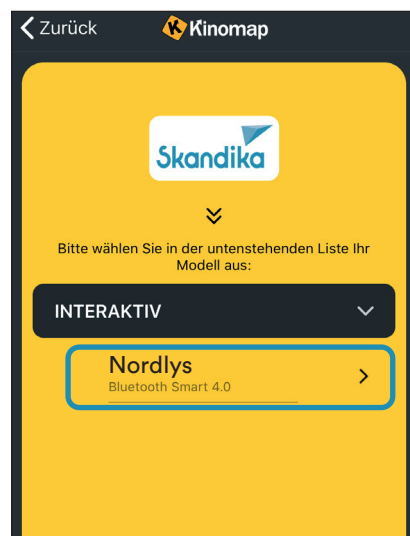 Zurück
Kinomap
Skandika
Bitte wählen Sie in der untenstehenden Liste Ihr
Modell aus:
INTERAKTIV
Nordlys
Bluetooth Smart 4.0